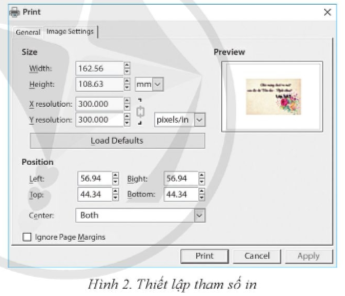 Print
General Image Settings
Size
Width: 162.56
Height: 108.63 mm
X resolution: 300.000
Y resolution: 300.000 pixels/in
Load Defaults
Position
Left: 56.94 Right: 56.94
Top: 44.34 Bottom: 44.34
Center: Both
Ignore Page Margins
Preview
Print Cancel Apply
Hình 2. Thiết lập tham số in